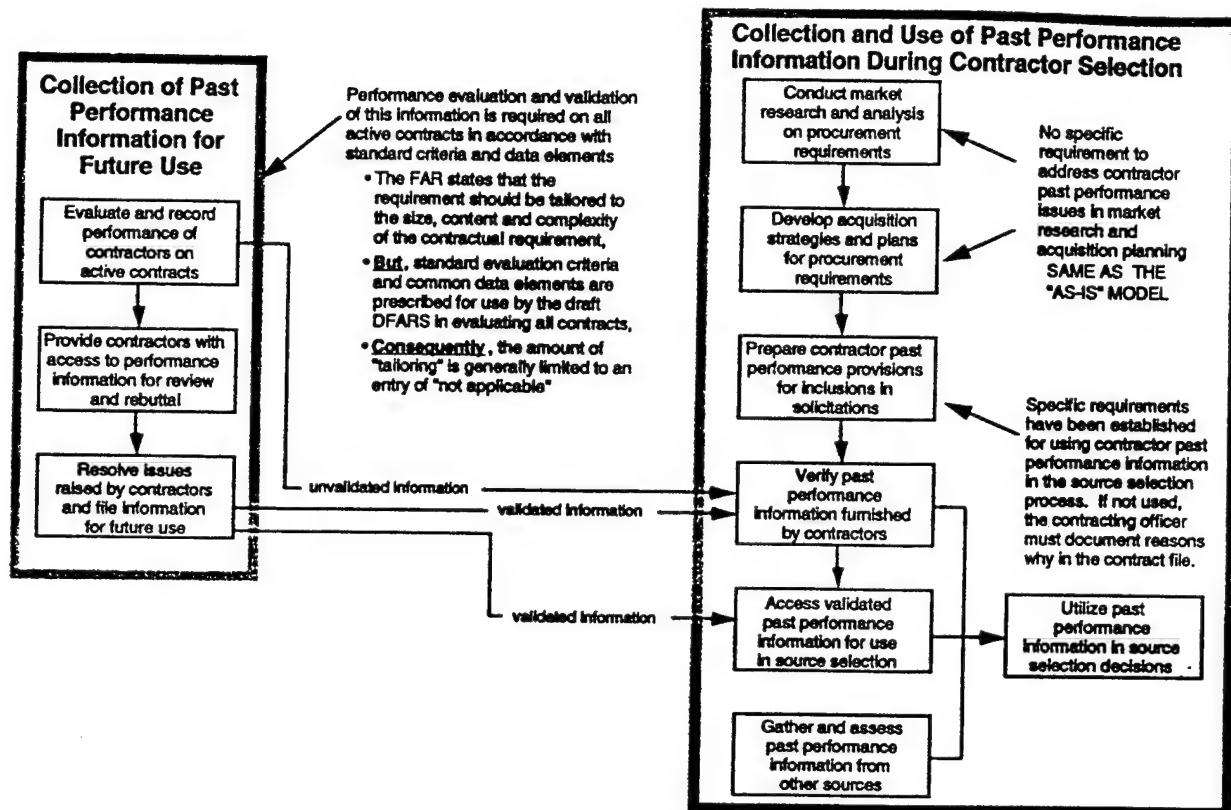 Collection of Past
Performance
Information for
Future Use
Evaluate and record
performance of
contractors on
active contracts
Provide contractors with
access to performance
information for review
and rebuttal
Resolve issues
raised by contractors
and file information
for future use
Performance evaluation and validation
of this information is required on all
active contracts in accordance with
standard criteria and data elements
• The FAR states that the
requirement should be tailored to
the size, content and complexity
of the contractual requirement,
• But, standard evaluation criteria
and common data elements are
prescribed for use by the draft
DFARS in evaluating all contracts,
• Consequently, the amount of
"tailoring" is generally limited to an
entry of "not applicable"
unvalidated information
validated information
validated information
Collection and Use of Past Performance
Information During Contractor Selection
Conduct market
research and analysis
on procurement
requirements
Develop acquisition
strategies and plans
for procurement
requirements
Prepare contractor past
performance provisions
for inclusions in
solicitations
Verify past
performance
information furnished
by contractors
Access validated
past performance
information for use
in source selection
Gather and assess
past performance
information from
other sources
No specific
requirement to
address contractor
past performance
issues in market
research and
acquisition planning
SAME AS THE
"AS-IS" MODEL
Specific requirements
have been established
for using contractor past
performance information
in the source selection
process. If not used,
the contracting officer
must document reasons
why in the contract file.
Utilize past
performance
information in source
selection decisions